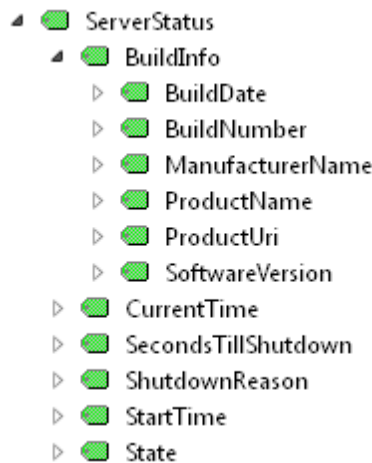 ServerStatus
BuildInfo
BuildDate
BuildNumber
ManufacturerName
ProductName
ProductUri
SoftwareVersion
CurrentTime
SecondsTillShutdown
ShutdownReason
StartTime
State